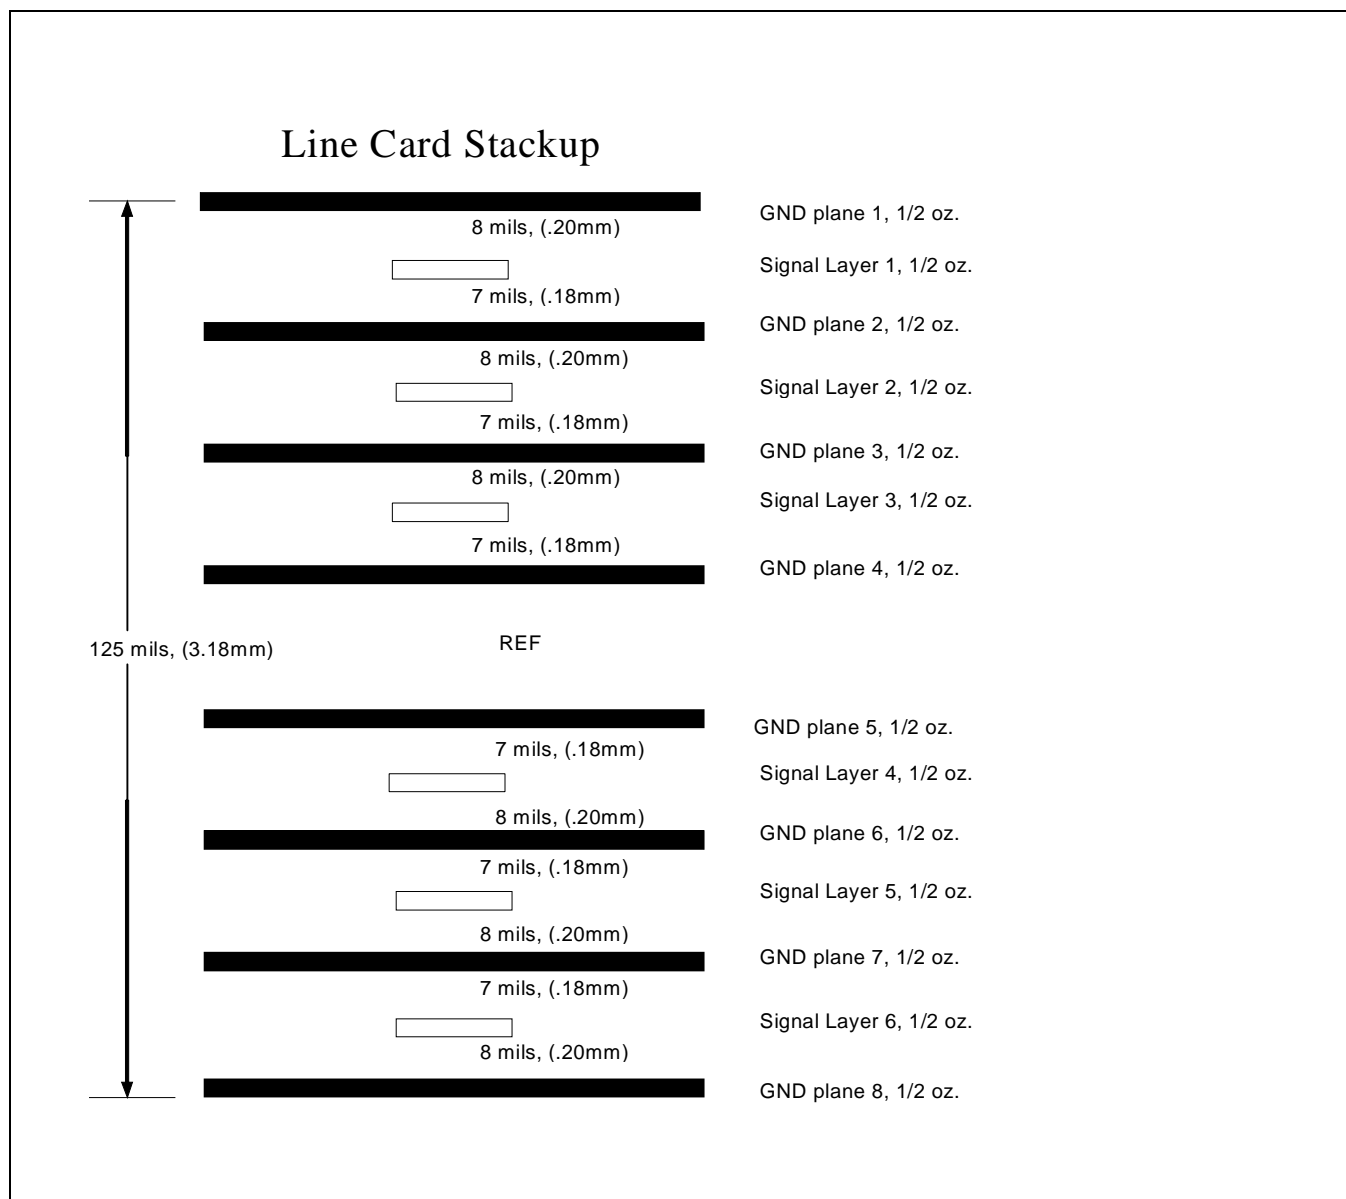 Line Card Stackup
GND plane 1, 1/2 oz.
8 mils, (.20mm)
Signal Layer 1, 1/2 oz.
7 mils, (.18mm)
GND plane 2, 1/2 oz.
8 mils, (.20mm)
Signal Layer 2, 1/2 oz.
7 mils, (.18mm)
GND plane 3, 1/2 oz.
8 mils, (.20mm)
Signal Layer 3, 1/2 oz.
7 mils, (.18mm)
GND plane 4, 1/2 oz.
125 mils, (3.18mm)
REF
GND plane 5, 1/2 oz.
7 mils, (.18mm)
Signal Layer 4, 1/2 oz.
8 mils, (.20mm)
GND plane 6, 1/2 oz.
7 mils, (.18mm)
Signal Layer 5, 1/2 oz.
8 mils, (.20mm)
GND plane 7, 1/2 oz.
7 mils, (.18mm)
Signal Layer 6, 1/2 oz.
8 mils, (.20mm)
GND plane 8, 1/2 oz.